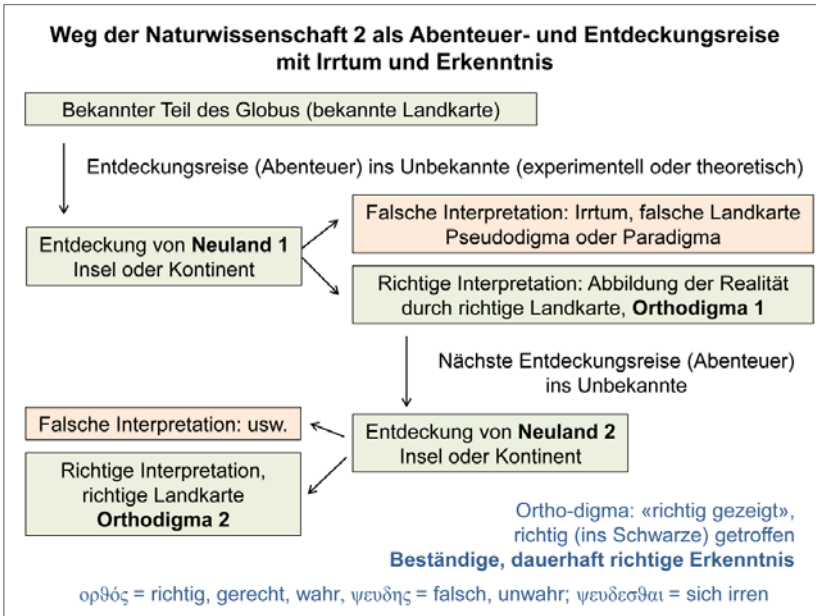 Weg der Naturwissenschaft 2 als Abenteuer- und Entdeckungsreise
mit Irrtum und Erkenntnis
Bekannter Teil des Globus (bekannte Landkarte)
Entdeckungsreise (Abenteuer) ins Unbekannte (experimentell oder theoretisch)
Entdeckung von Neuland 1
Insel oder Kontinent
Falsche Interpretation: Irrtum, falsche Landkarte
Pseudodigma oder Paradigma
Richtige Interpretation: Abbildung der Realität
durch richtige Landkarte, Orthodigma 1
Nächste Entdeckungsreise (Abenteuer)
ins Unbekannte
Falsche Interpretation: usw.
Entdeckung von Neuland 2
Insel oder Kontinent
Richtige Interpretation,
richtige Landkarte
Orthodigma 2
Ortho-digma: «richtig gezeigt»,
richtig (ins Schwarze) getroffen
Beständige, dauerhaft richtige Erkenntnis
ορϑός = richtig, gerecht, wahr, ψευδης = falsch, unwahr; ψευδεσϑαι = sich irren